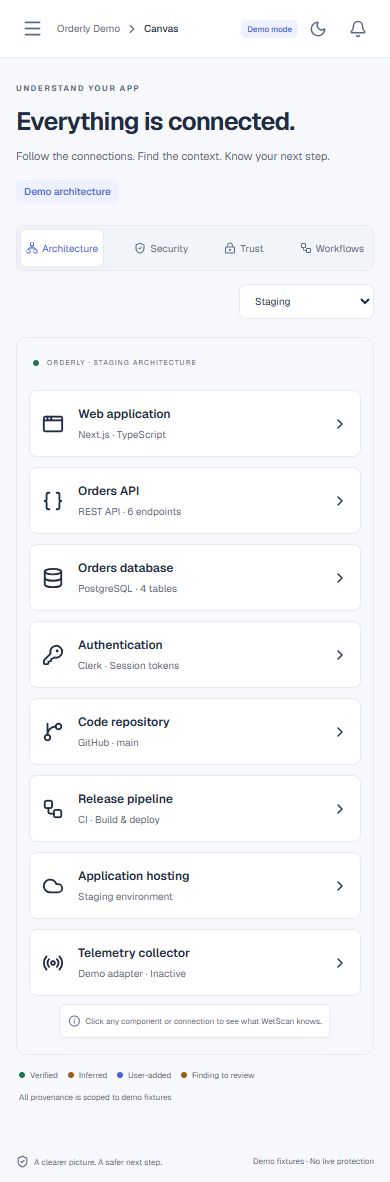 Orderly Demo > Canvas Demo mode
UNDERSTAND YOUR APP
Everything is connected.
Follow the connections. Find the context. Know your next step.
Demo architecture
Architecture Security Trust Workflows
Staging
ORDERLY · STAGING ARCHITECTURE
Web application
Next.js · TypeScript
Orders API
REST API · 6 endpoints
Orders database
PostgreSQL · 4 tables
Authentication
Clerk · Session tokens
Code repository
GitHub · main
Release pipeline
CI · Build & deploy
Application hosting
Staging environment
Telemetry collector
Demo adapter · Inactive
Click any component or connection to see what WetScan knows.
Verified Inferred User-added Finding to review
All provenance is scoped to demo fixtures
A clearer picture. A safer next step. Demo fixtures · No live protection